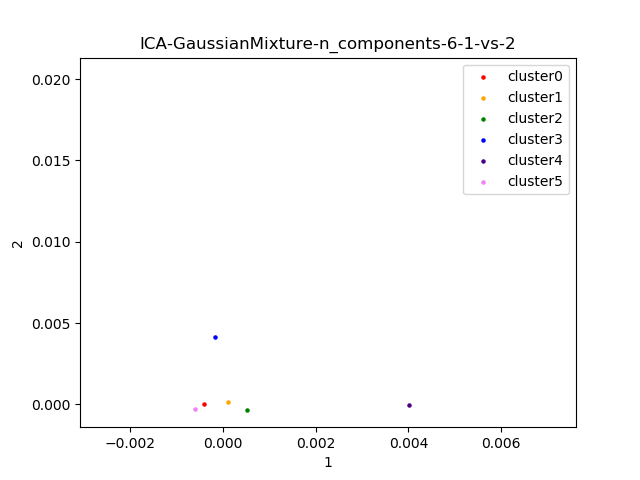 ICA-GaussianMixture-n_components-6-1-vs-2
0.020
0.015
0.010
0.005
0.000
2
−0.002
0.000
0.002
0.004
0.006
1
cluster0
cluster1
cluster2
cluster3
cluster4
cluster5